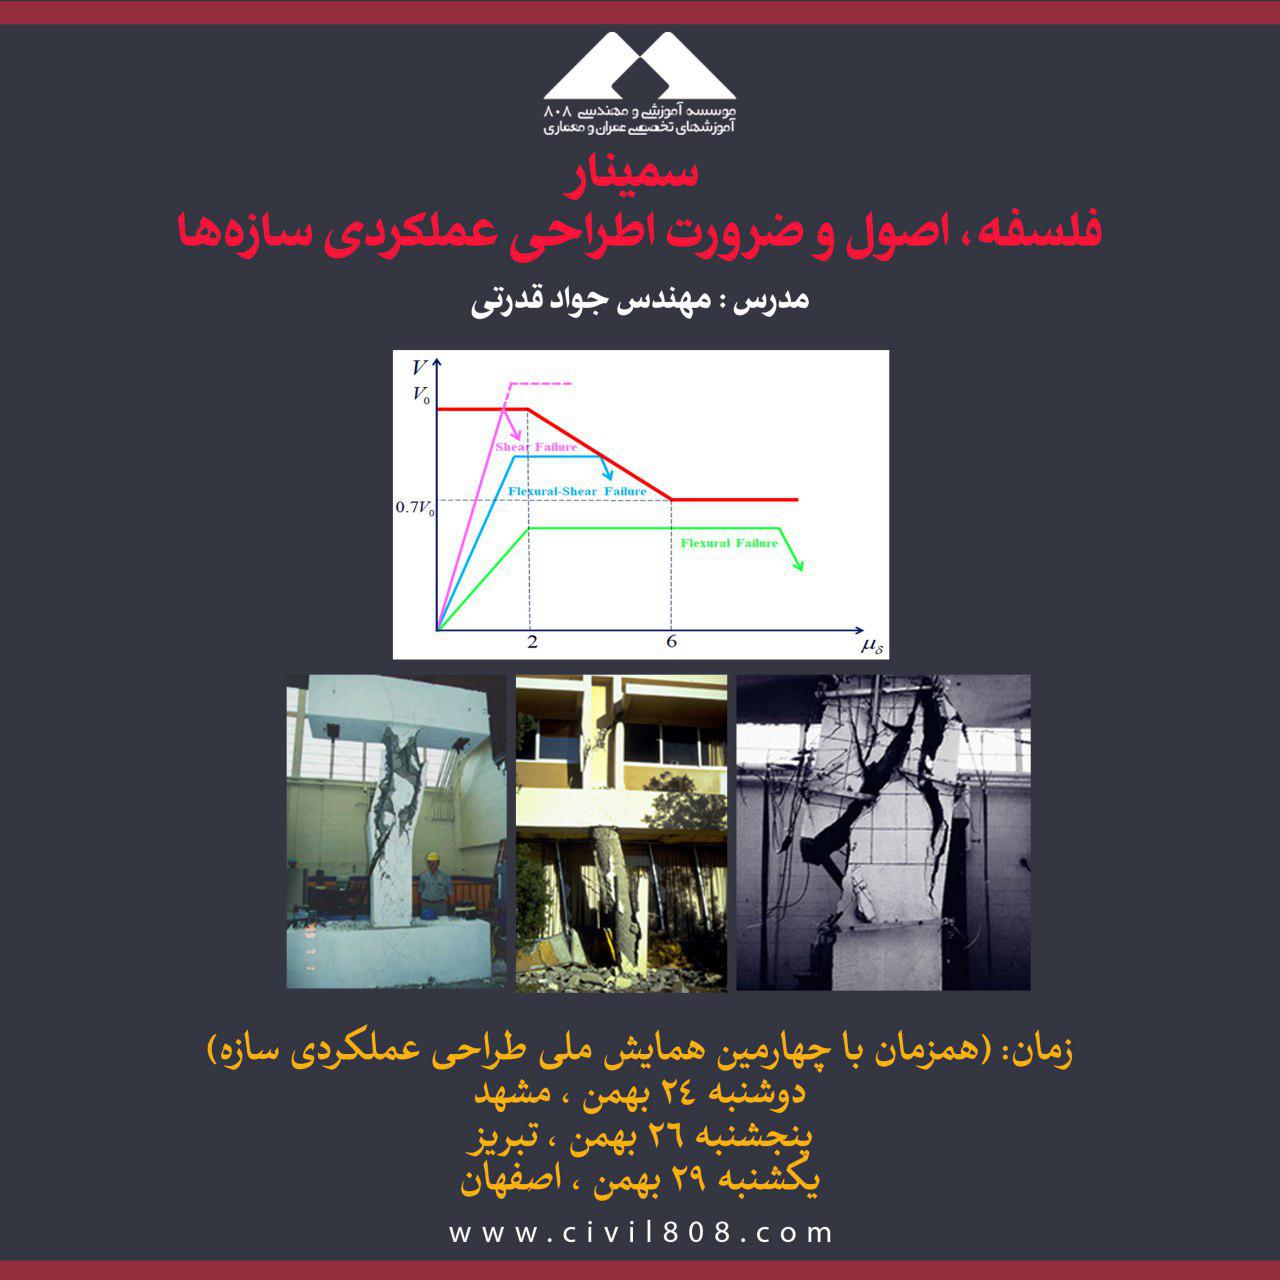 موسسه آموزشی و مهندسی ۸۰۸
آموزشهای تخصصی عمران و معماری
سمینار
فلسفه، اصول و ضرورت اطراحی عملکردی سازه‌ها
مدرس : مهندس جواد قدرتی
V
V₀
Shear Failure
Flexural-Shear Failure
0.7V₀
Flexural Failure
2
6
μδ
زمان: (همزمان با چهارمین همایش ملی طراحی عملکردی سازه)
دوشنبه ۲٤ بهمن ، مشهد
پنجشنبه ۲٦ بهمن ، تبریز
یکشنبه ۲۹ بهمن ، اصفهان
www.civil808.com